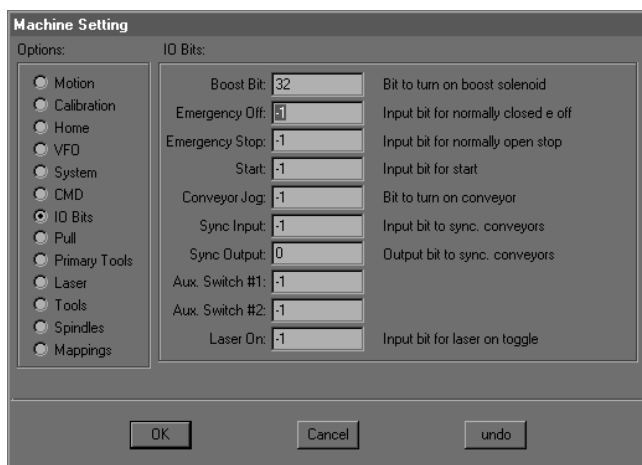 Machine Setting
Options:
Motion
Calibration
Home
VFO
System
CMD
IO Bits
Pull
Primary Tools
Laser
Tools
Spindles
Mappings
IO Bits:
Boost Bit: 32 Bit to turn on boost solenoid
Emergency Off: -1 Input bit for normally closed e off
Emergency Stop: -1 Input bit for normally open stop
Start: -1 Input bit for start
Conveyor Jog: -1 Bit to turn on conveyor
Sync Input: -1 Input bit to sync. conveyors
Sync Output: 0 Output bit to sync. conveyors
Aux. Switch #1: -1
Aux. Switch #2: -1
Laser On: -1 Input bit for laser on toggle
OK Cancel undo